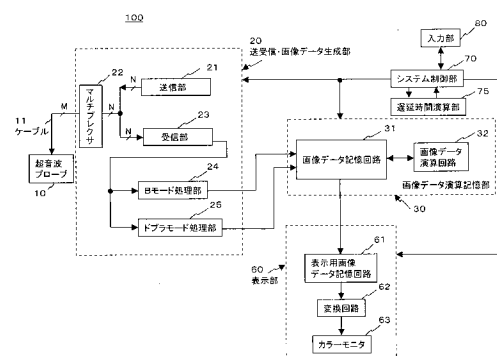 100
80
入力部
20
送受信・画像データ生成部
70
システム制御部
22
21
送信部
75
遅延時間演算部
マルチプレクサ
N
M
N
11
ケーブル
23
受信部
N
31
画像データ記憶回路
32
画像データ
演算回路
超音波
プローブ
10
24
Bモード処理部
画像データ演算記憶部
30
25
ドプラモード処理部
61
60
表示部
表示用画像
データ記憶回路
62
変換回路
63
カラーモニタ